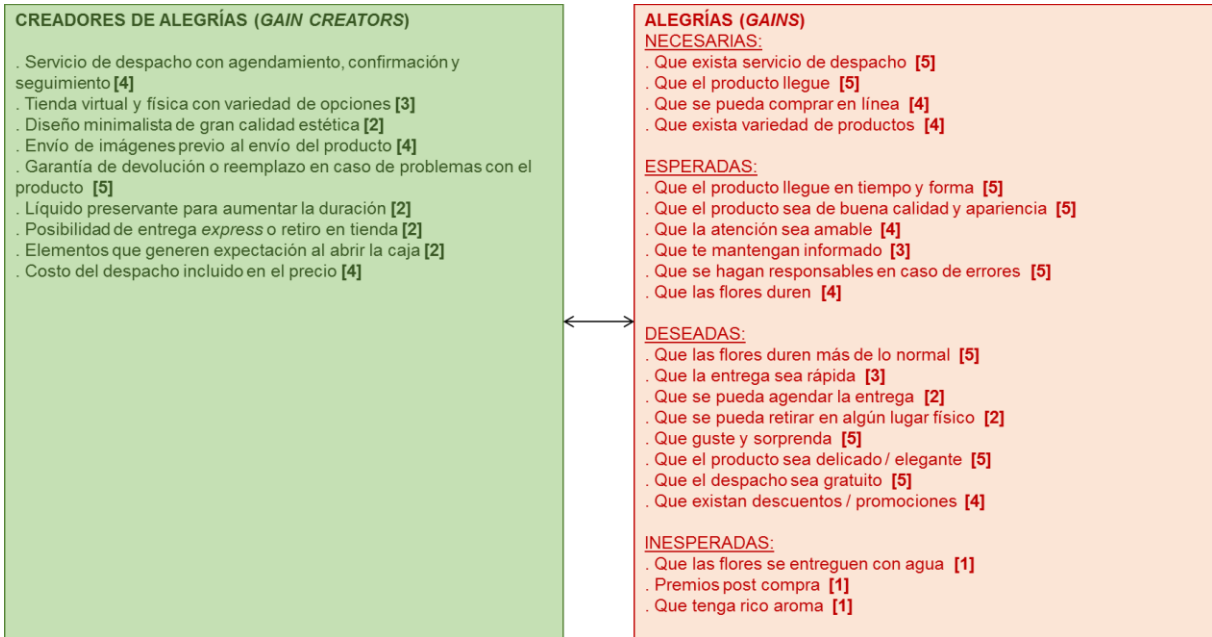 CREADORES DE ALEGRÍAS (GAIN CREATORS)
. Servicio de despacho con agendamiento, confirmación y
seguimiento [4]
. Tienda virtual y física con variedad de opciones [3]
. Diseño minimalista de gran calidad estética [2]
. Envío de imágenes previo al envío del producto [4]
. Garantía de devolución o reemplazo en caso de problemas con el
producto [5]
. Líquido preservante para aumentar la duración [2]
. Posibilidad de entrega express o retiro en tienda [2]
. Elementos que generen expectación al abrir la caja [2]
. Costo del despacho incluido en el precio [4]
ALEGRÍAS (GAINS)
NECESARIAS:
. Que exista servicio de despacho [5]
. Que el producto llegue [5]
. Que se pueda comprar en línea [4]
. Que exista variedad de productos [4]
ESPERADAS:
. Que el producto llegue en tiempo y forma [5]
. Que el producto sea de buena calidad y apariencia [5]
. Que la atención sea amable [4]
. Que te mantengan informado [3]
. Que se hagan responsables en caso de errores [5]
. Que las flores duren [4]
DESEADAS:
. Que las flores duren más de lo normal [5]
. Que la entrega sea rápida [3]
. Que se pueda agendar la entrega [2]
. Que se pueda retirar en algún lugar físico [2]
. Que guste y sorprenda [5]
. Que el producto sea delicado / elegante [5]
. Que el despacho sea gratuito [5]
. Que existan descuentos / promociones [4]
INESPERADAS:
. Que las flores se entreguen con agua [1]
. Premios post compra [1]
. Que tenga rico aroma [1]